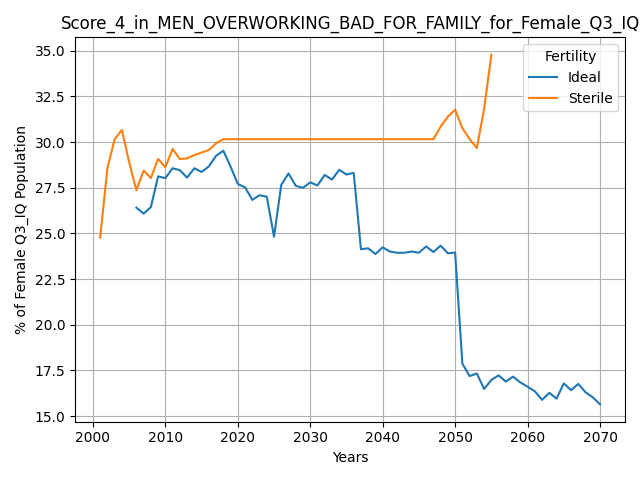 Score_4_in_MEN_OVERWORKING_BAD_FOR_FAMILY_for_Female_Q3_IQ
Fertility
Ideal
Sterile
% of Female Q3_IQ Population
35.0
32.5
30.0
27.5
25.0
22.5
20.0
17.5
15.0
2000 2010 2020 2030 2040 2050 2060 2070
Years